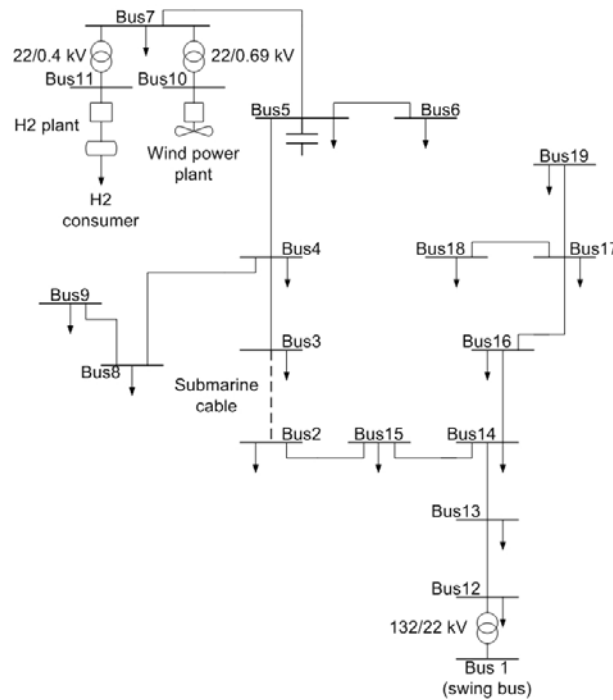 Bus7
22/0.4 kV
22/0.69 kV
Bus11
Bus10
Bus5
Bus6
H2 plant
Wind power
plant
H2
consumer
Bus19
Bus4
Bus18
Bus17
Bus9
Bus3
Bus16
Bus8
Submarine
cable
Bus2
Bus15
Bus14
Bus13
Bus12
132/22 kV
Bus 1
(swing bus)